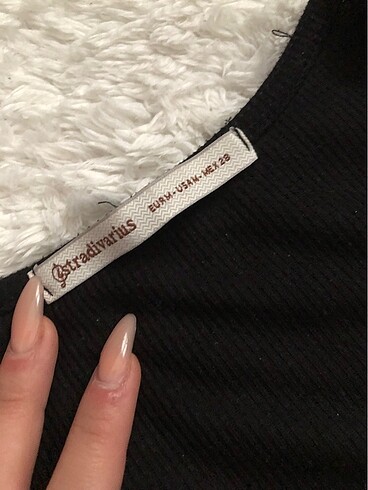 stradivarius
EUR M - USA M - MEX 28